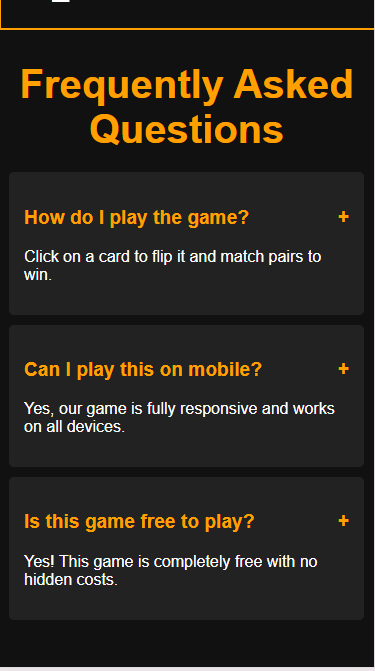 Frequently Asked
Questions
How do I play the game? +
Click on a card to flip it and match pairs to
win.
Can I play this on mobile? +
Yes, our game is fully responsive and works
on all devices.
Is this game free to play? +
Yes! This game is completely free with no
hidden costs.